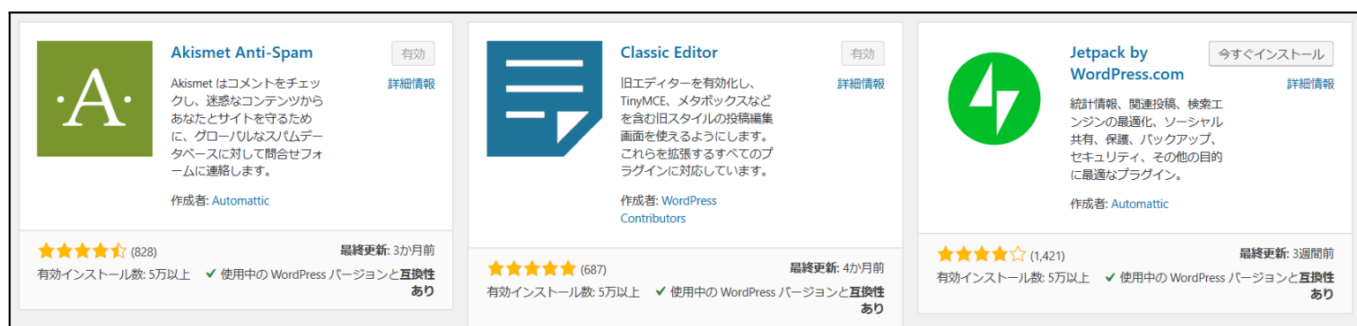 Akismet Anti-Spam
有効
詳細情報
Akismet はコメントをチェッ
クし、迷惑なコンテンツから
あなたとサイトを守るため
に、グローバルなスパムデー
タベースに対して問合せフォ
ームに連絡します。
作成者: Automattic
(828)
最終更新: 3か月前
有効インストール数: 5万以上
✓ 使用中の WordPress バージョンと互換性
あり
Classic Editor
有効
詳細情報
旧エディターを有効化し、
TinyMCE、メタボックスなど
を含む旧スタイルの投稿編集
画面を使えるようにします。
これらを拡張するすべてのプ
ラグインに対応しています。
作成者: WordPress
Contributors
(687)
最終更新: 4か月前
有効インストール数: 5万以上
✓ 使用中の WordPress バージョンと互換性
あり
Jetpack by
WordPress.com
今すぐインストール
詳細情報
統計情報、関連投稿、検索エ
ンジンの最適化、ソーシャル
共有、保護、バックアップ、
セキュリティ、その他の目的
に最適なプラグイン。
作成者: Automattic
(1,421)
最終更新: 3週間前
有効インストール数: 5万以上
✓ 使用中の WordPress バージョンと互換性
あり